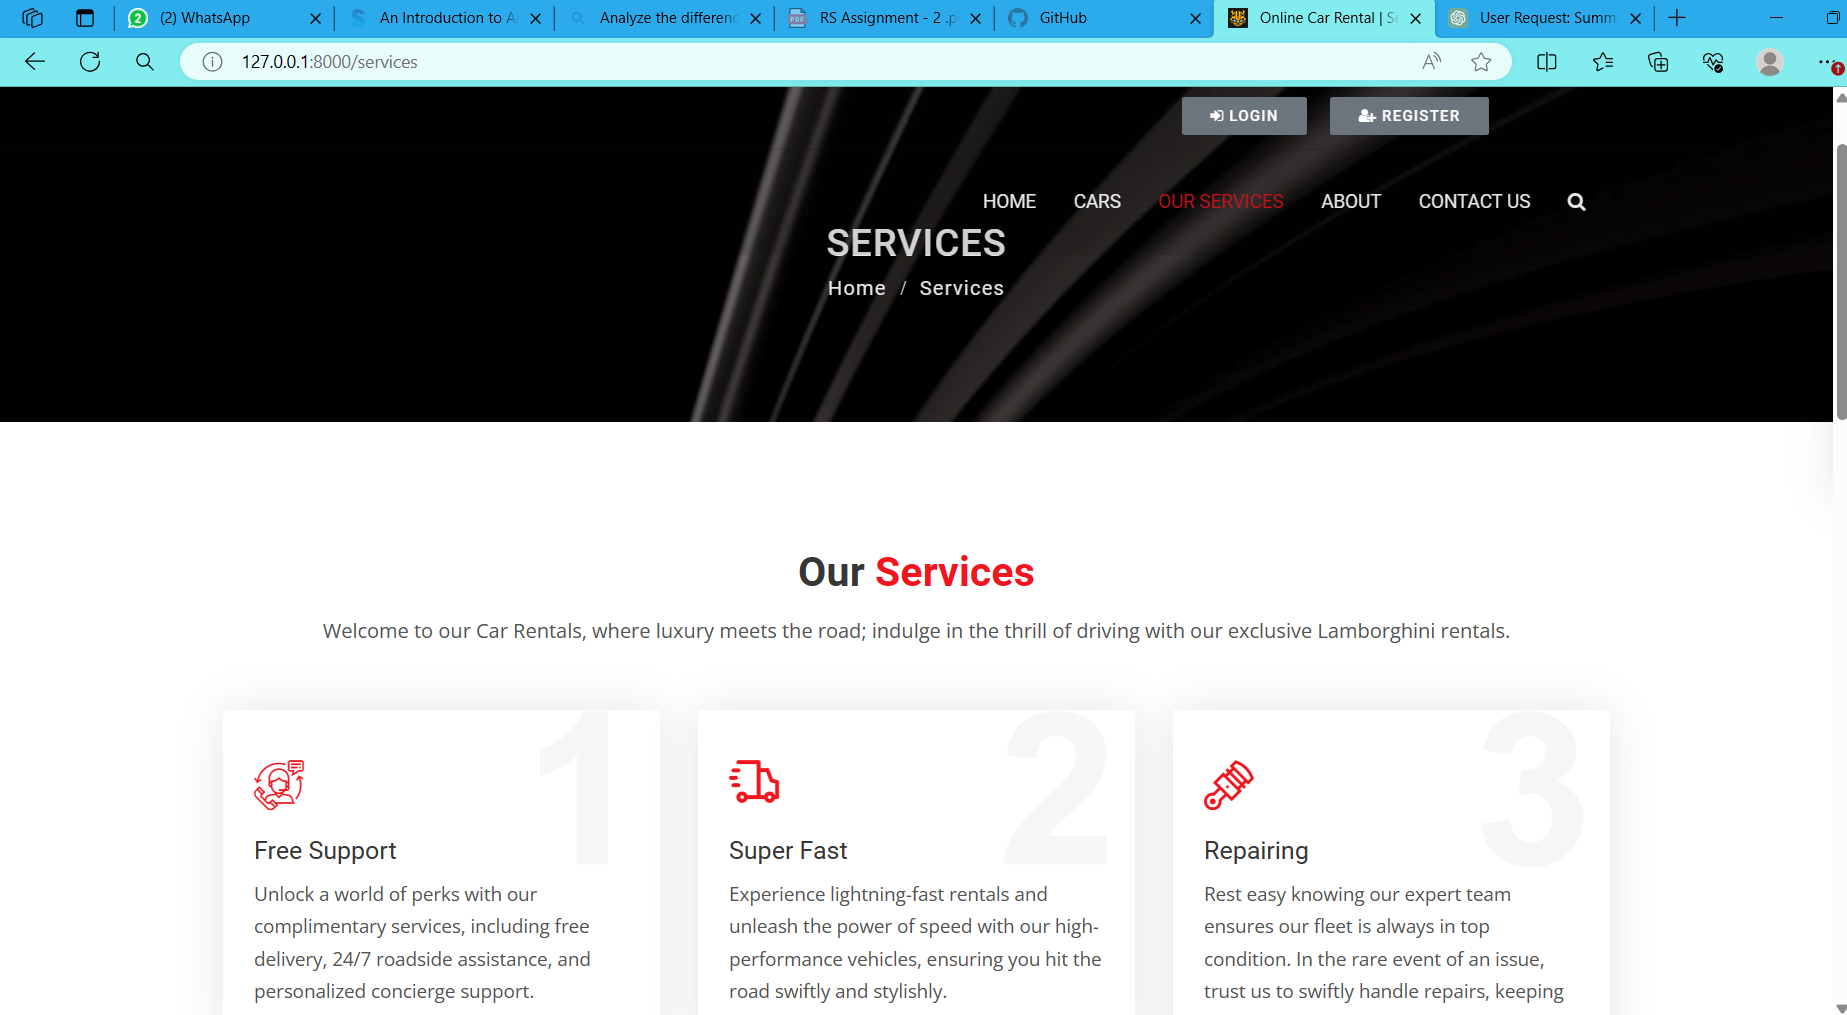 (2) WhatsApp
An Introduction to
Analyze the differenc
RS Assignment - 2 .p
GitHub
Online Car Rental |
User Request: Summ
127.0.0.1:8000/services
LOGIN
REGISTER
HOME
CARS
OUR SERVICES
ABOUT
CONTACT US
SERVICES
Home / Services
Our Services
Welcome to our Car Rentals, where luxury meets the road; indulge in the thrill of driving with our exclusive Lamborghini rentals.
1
Free Support
Unlock a world of perks with our
complimentary services, including free
delivery, 24/7 roadside assistance, and
personalized concierge support.
2
Super Fast
Experience lightning-fast rentals and
unleash the power of speed with our high-
performance vehicles, ensuring you hit the
road swiftly and stylishly.
3
Repairing
Rest easy knowing our expert team
ensures our fleet is always in top
condition. In the rare event of an issue,
trust us to swiftly handle repairs, keeping